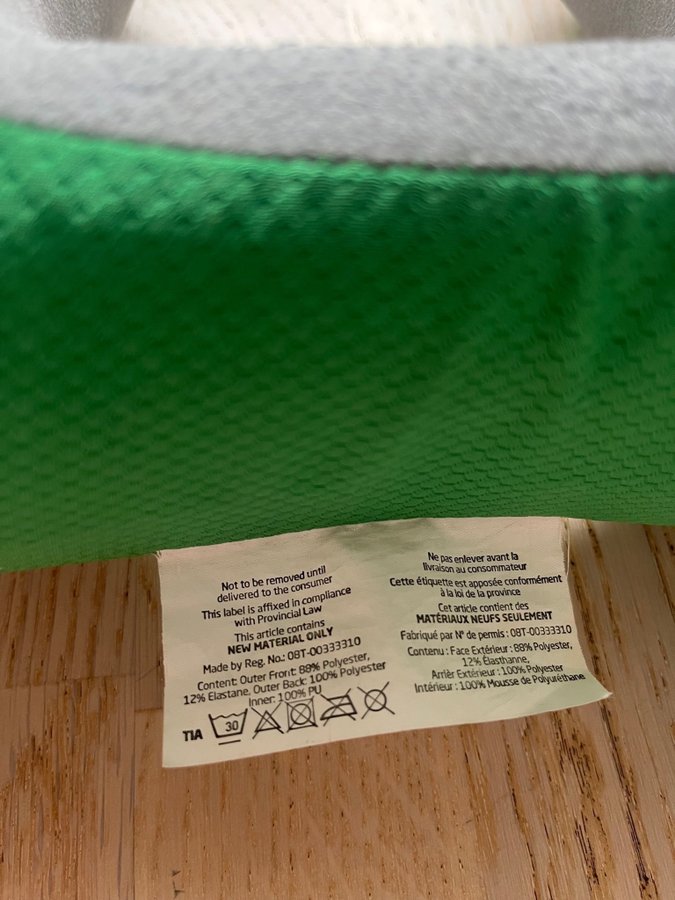 Not to be removed until
delivered to the consumer
This label is affixed in compliance
with Provincial Law
This article contains
NEW MATERIAL ONLY
Made by Reg. No.: 08T-00333310
Content: Outer Front: 88% Polyester,
12% Elastane. Outer Back: 100% Polyester
Inner: 100% PU
TIA 30
Ne pas enlever avant la
livraison au consommateur
Cette étiquette est apposée conformément
à la loi de la province
Cet article contient des
MATÉRIAUX NEUFS SEULEMENT
Fabriqué par N° de permis : 08T-00333310
Contenu : Face Extérieur : 88% Polyester,
12% Élasthanne,
Arrièr Extérieur : 100% Polyester
Intérieur : 100% Mousse de Polyuréthane